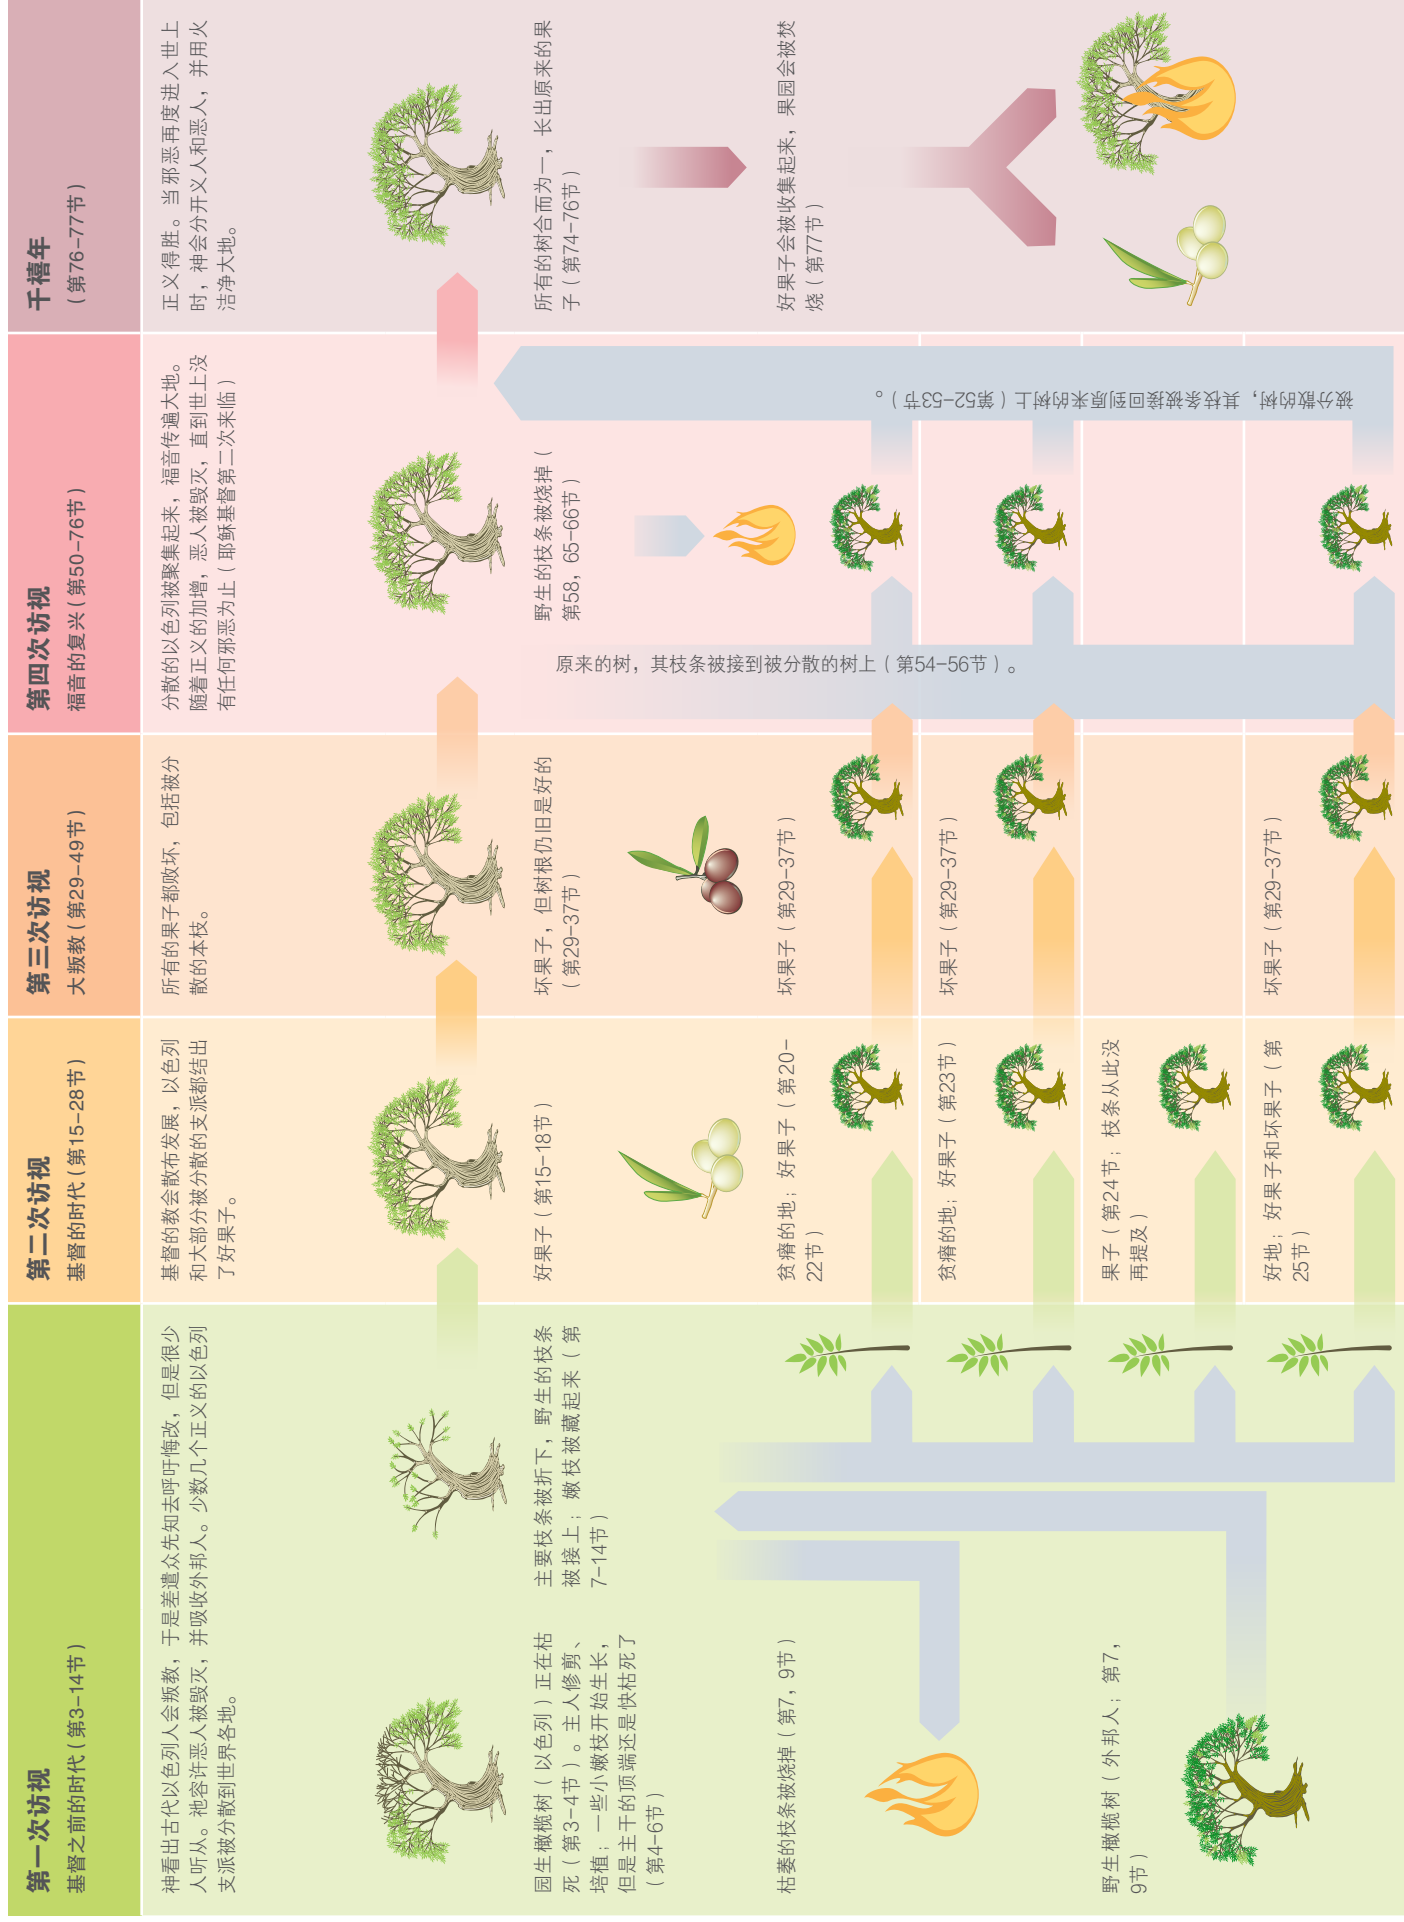 第一次访视
基督之前的时代（第3-14节）
神看出古代以色列人会叛教，于是差遣众先知去呼吁悔改，但是很少
人听从。祂容许恶人被毁灭，并吸收外邦人。少数几个正义的以色列
支派被分散到世界各地。
园生橄榄树（以色列）正在枯
死（第3-4节）。主人修剪、
培植；一些小嫩枝开始生长，
但是主干的顶端还是快枯死了
（第4-6节）
主要枝条被折下，野生的枝条
被接上；嫩枝被藏起来（第
7-14节）
枯萎的枝条被烧掉（第7，9节）
野生橄榄树（外邦人；第7，
9节）
第二次访视
基督的时代（第15-28节）
基督的教会散布发展，以色列
和大部分被分散的支派都结出
了好果子。
好果子（第15-18节）
贫瘠的地；好果子（第20-
22节）
贫瘠的地；好果子（第23节）
果子（第24节；枝条从此没
再提及）
好地；好果子和坏果子（第
25节）
第三次访视
大叛教（第29-49节）
所有的果子都败坏，包括被分
散的本枝。
坏果子，但树根仍旧是好的
（第29-37节）
坏果子（第29-37节）
坏果子（第29-37节）
坏果子（第29-37节）
第四次访视
福音的复兴（第50-76节）
分散的以色列被聚集起来，福音传遍大地。
随着正义的加增，恶人被毁灭，直到世上没
有任何邪恶为止（耶稣基督第二次来临）
野生的枝条被烧掉（
第58，65-66节）
原来的树，其枝条被接到被分散的树上（第54-56节）。
被分散的树，其枝条被接回到原来的树上（第52-53节）。
千禧年
（第76-77节）
正义得胜。当邪恶再度进入世上
时，神会分开义人和恶人，并用火
洁净大地。
所有的树合而为一，长出原来的果
子（第74-76节）
好果子会被收集起来，果园会被焚
烧（第77节）